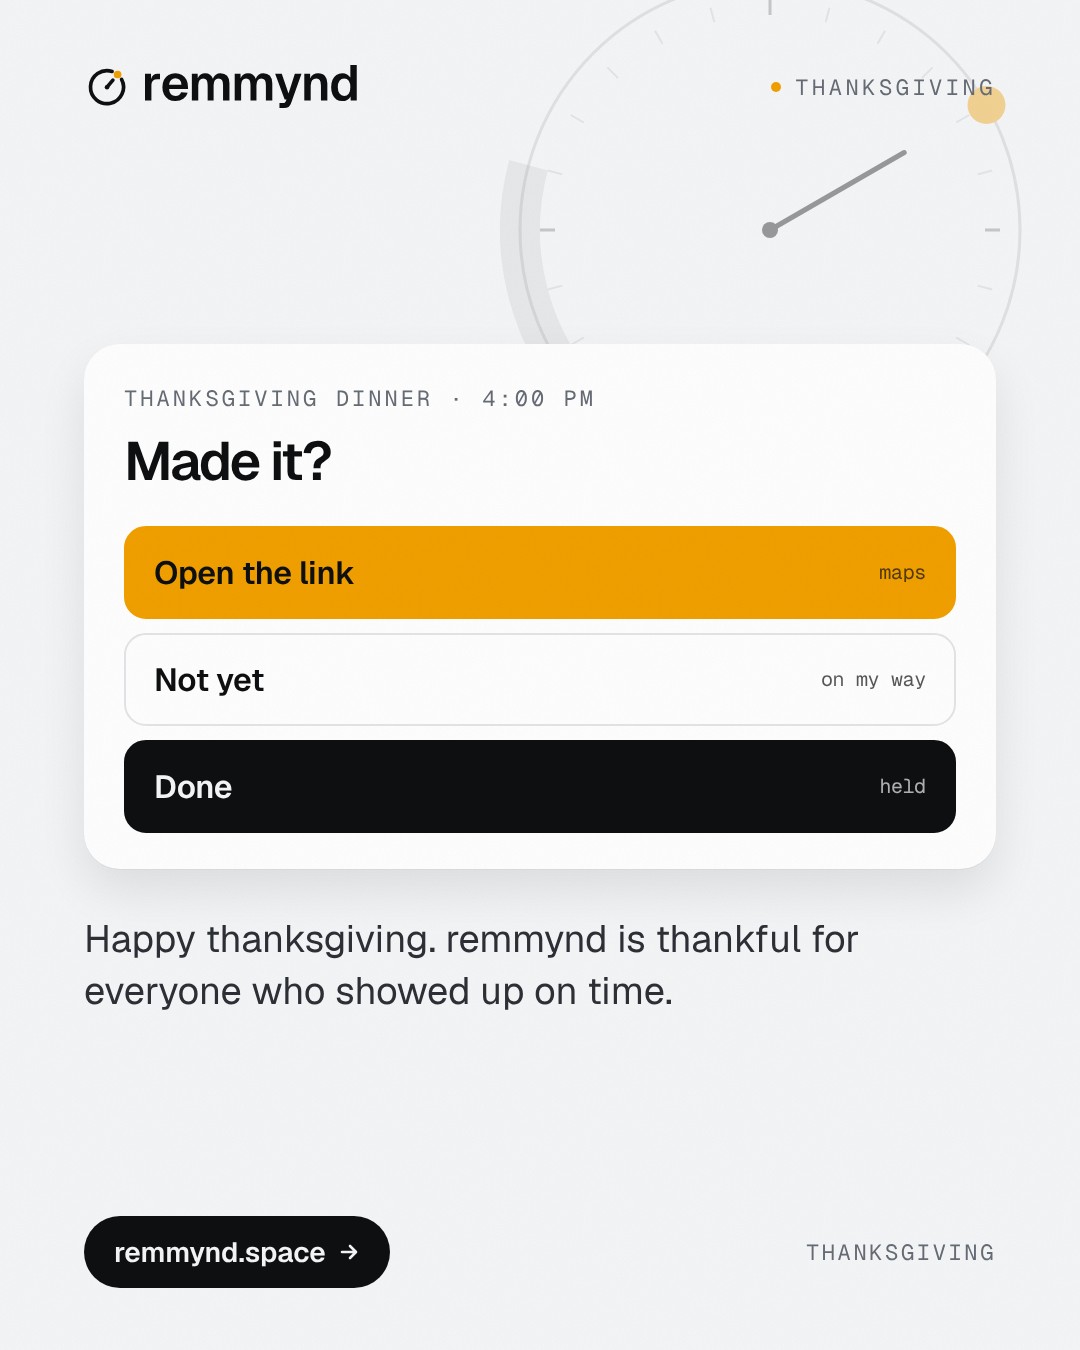 remmynd
THANKSGIVING
THANKSGIVING DINNER · 4:00 PM
Made it?
Open the link maps
Not yet on my way
Done held
Happy thanksgiving. remmynd is thankful for
everyone who showed up on time.
remmynd.space →
THANKSGIVING